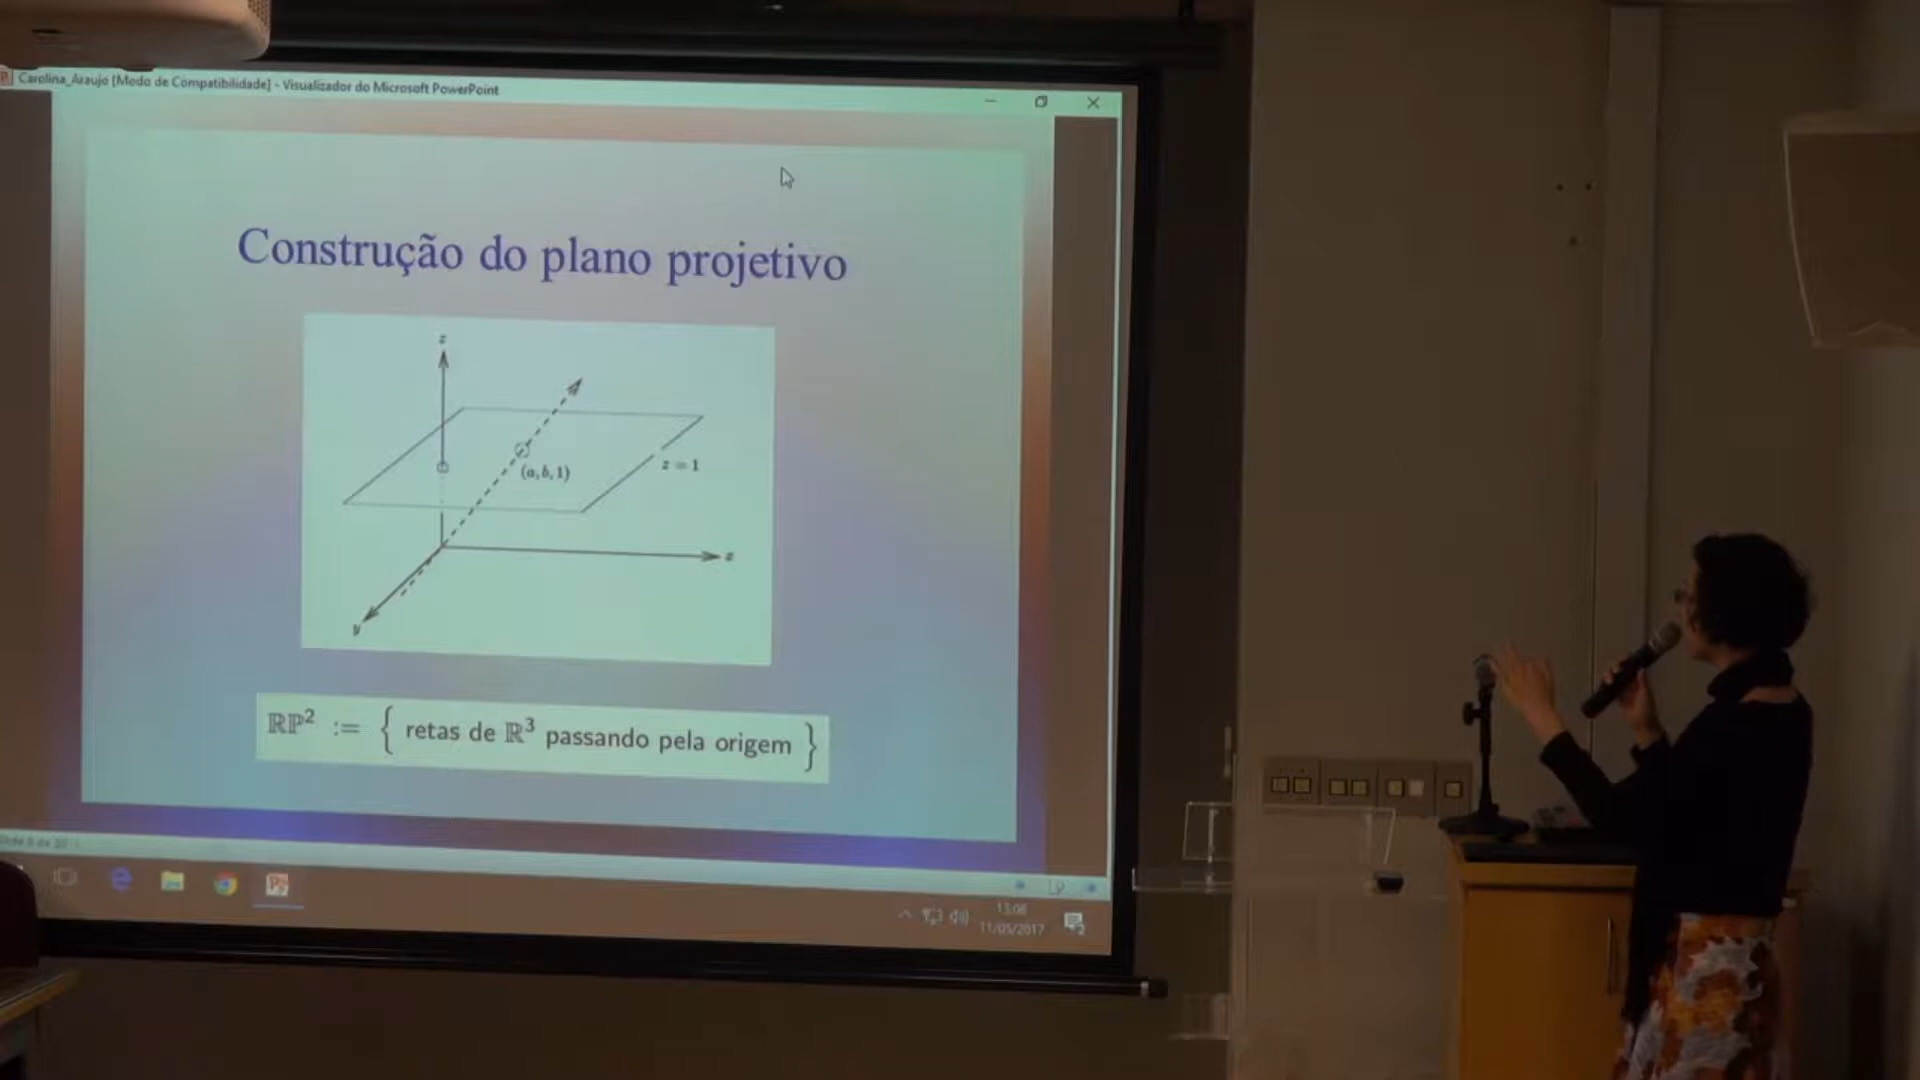 Carolina_Araujo [Modo de Compatibilidade] - Visualizador do Microsoft PowerPoint
Construção do plano projetivo
z
(a, b, 1)
z = 1
x
y
ℝℙ² := { retas de ℝ³ passando pela origem }
13:08
11/05/2017